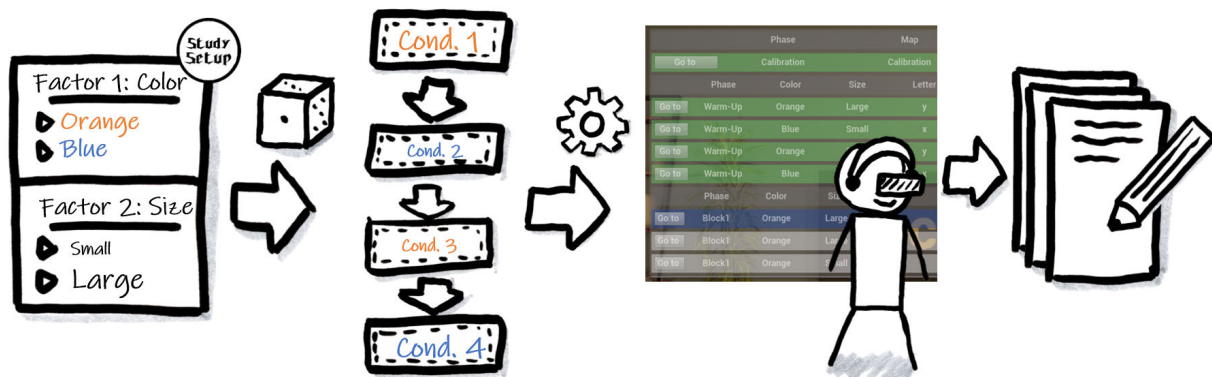 Study
Setup
Factor 1: Color
Orange
Blue
Factor 2: Size
Small
Large
Cond. 1
Cond. 2
Cond. 3
Cond. 4
Phase Map
Go to Calibration Calibration
Phase Color Size Letter
Go to Warm-Up Orange Large y
Go to Warm-Up Blue Small x
Go to Warm-Up Orange y
Go to Warm-Up Blue
Phase Color
Go to Block1 Orange Large
Go to Block1 Orange
Go to Block1 Orange Small